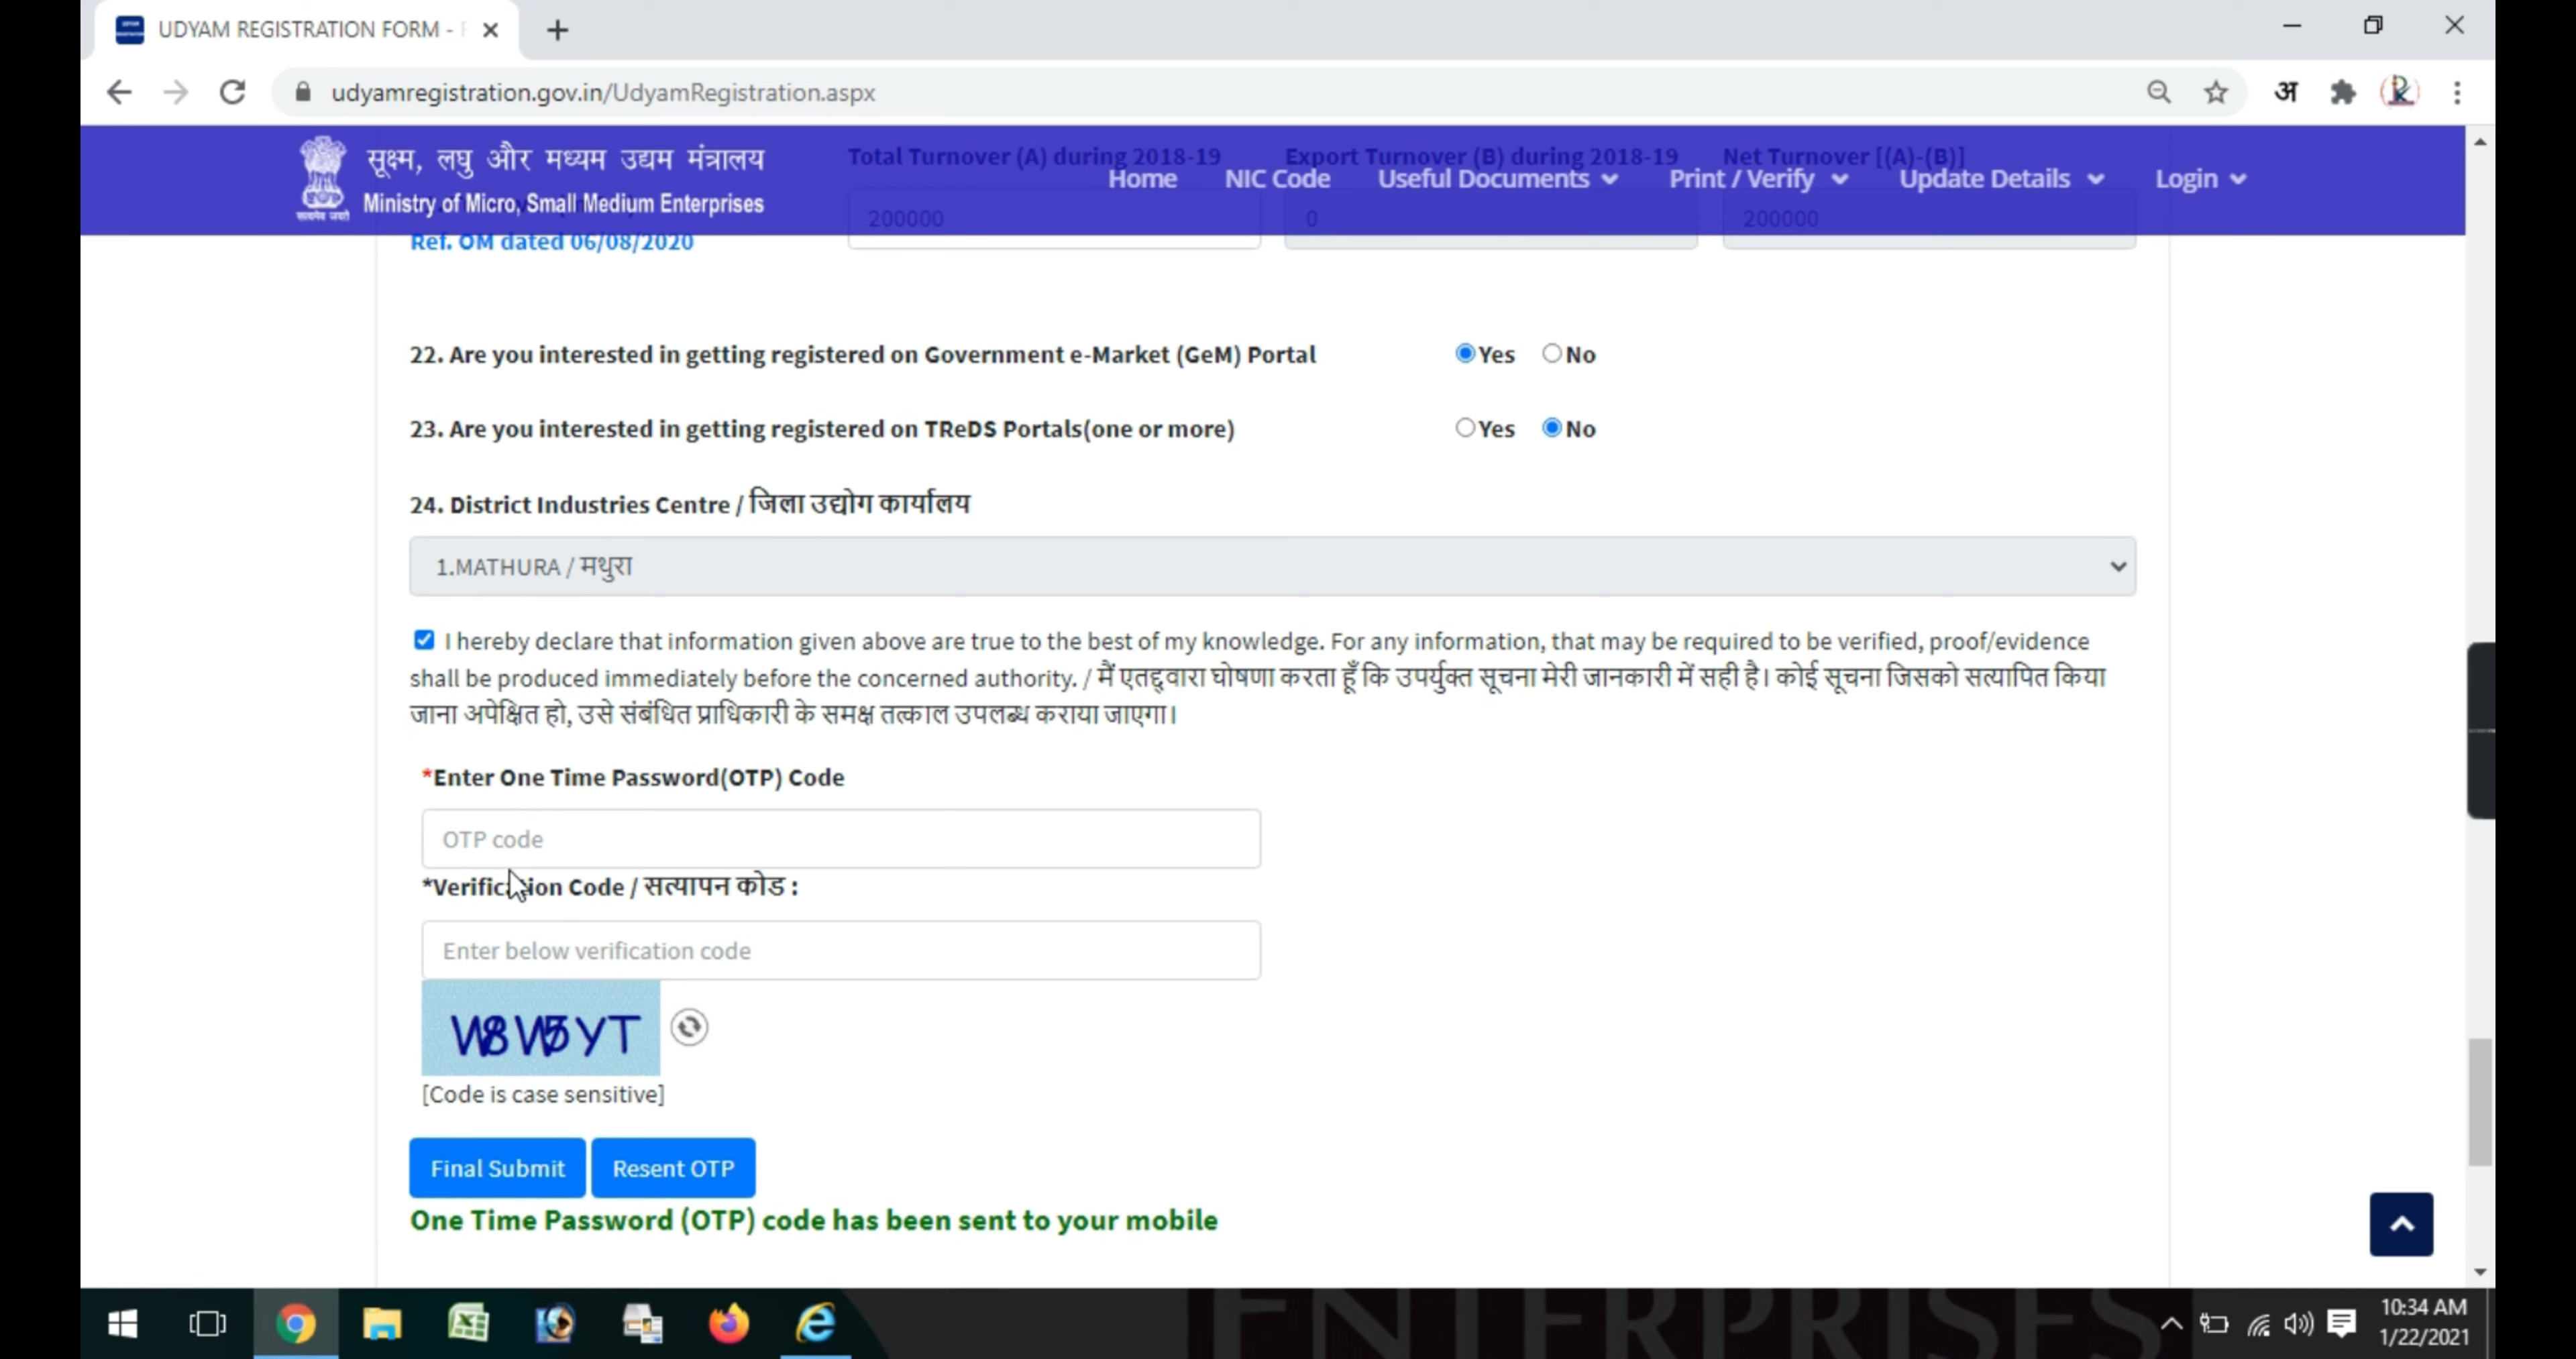 UDYAM REGISTRATION FORM -
udyamregistration.gov.in/UdyamRegistration.aspx
अ
सूक्ष्म, लघु और मध्यम उद्यम मंत्रालय
Ministry of Micro, Small Medium Enterprises
सत्यमेव जयते
Total Turnover (A) during 2018-19 Export Turnover (B) during 2018-19 Net Turnover [(A)-(B)]
Home NIC Code Useful Documents Print / Verify Update Details Login
200000 0 200000
Ref. OM dated 06/08/2020
22. Are you interested in getting registered on Government e-Market (GeM) Portal Yes No
23. Are you interested in getting registered on TReDS Portals(one or more) Yes No
24. District Industries Centre / जिला उद्योग कार्यालय
1.MATHURA / मथुरा
I hereby declare that information given above are true to the best of my knowledge. For any information, that may be required to be verified, proof/evidence
shall be produced immediately before the concerned authority. / मैं एतद्द्वारा घोषणा करता हूँ कि उपर्युक्त सूचना मेरी जानकारी में सही है। कोई सूचना जिसको सत्यापित किया
जाना अपेक्षित हो, उसे संबंधित प्राधिकारी के समक्ष तत्काल उपलब्ध कराया जाएगा।
*Enter One Time Password(OTP) Code
OTP code
*Verification Code / सत्यापन कोड :
Enter below verification code
W8W5YT
[Code is case sensitive]
Final Submit Resent OTP
One Time Password (OTP) code has been sent to your mobile
ENTERPRISES
10:34 AM
1/22/2021